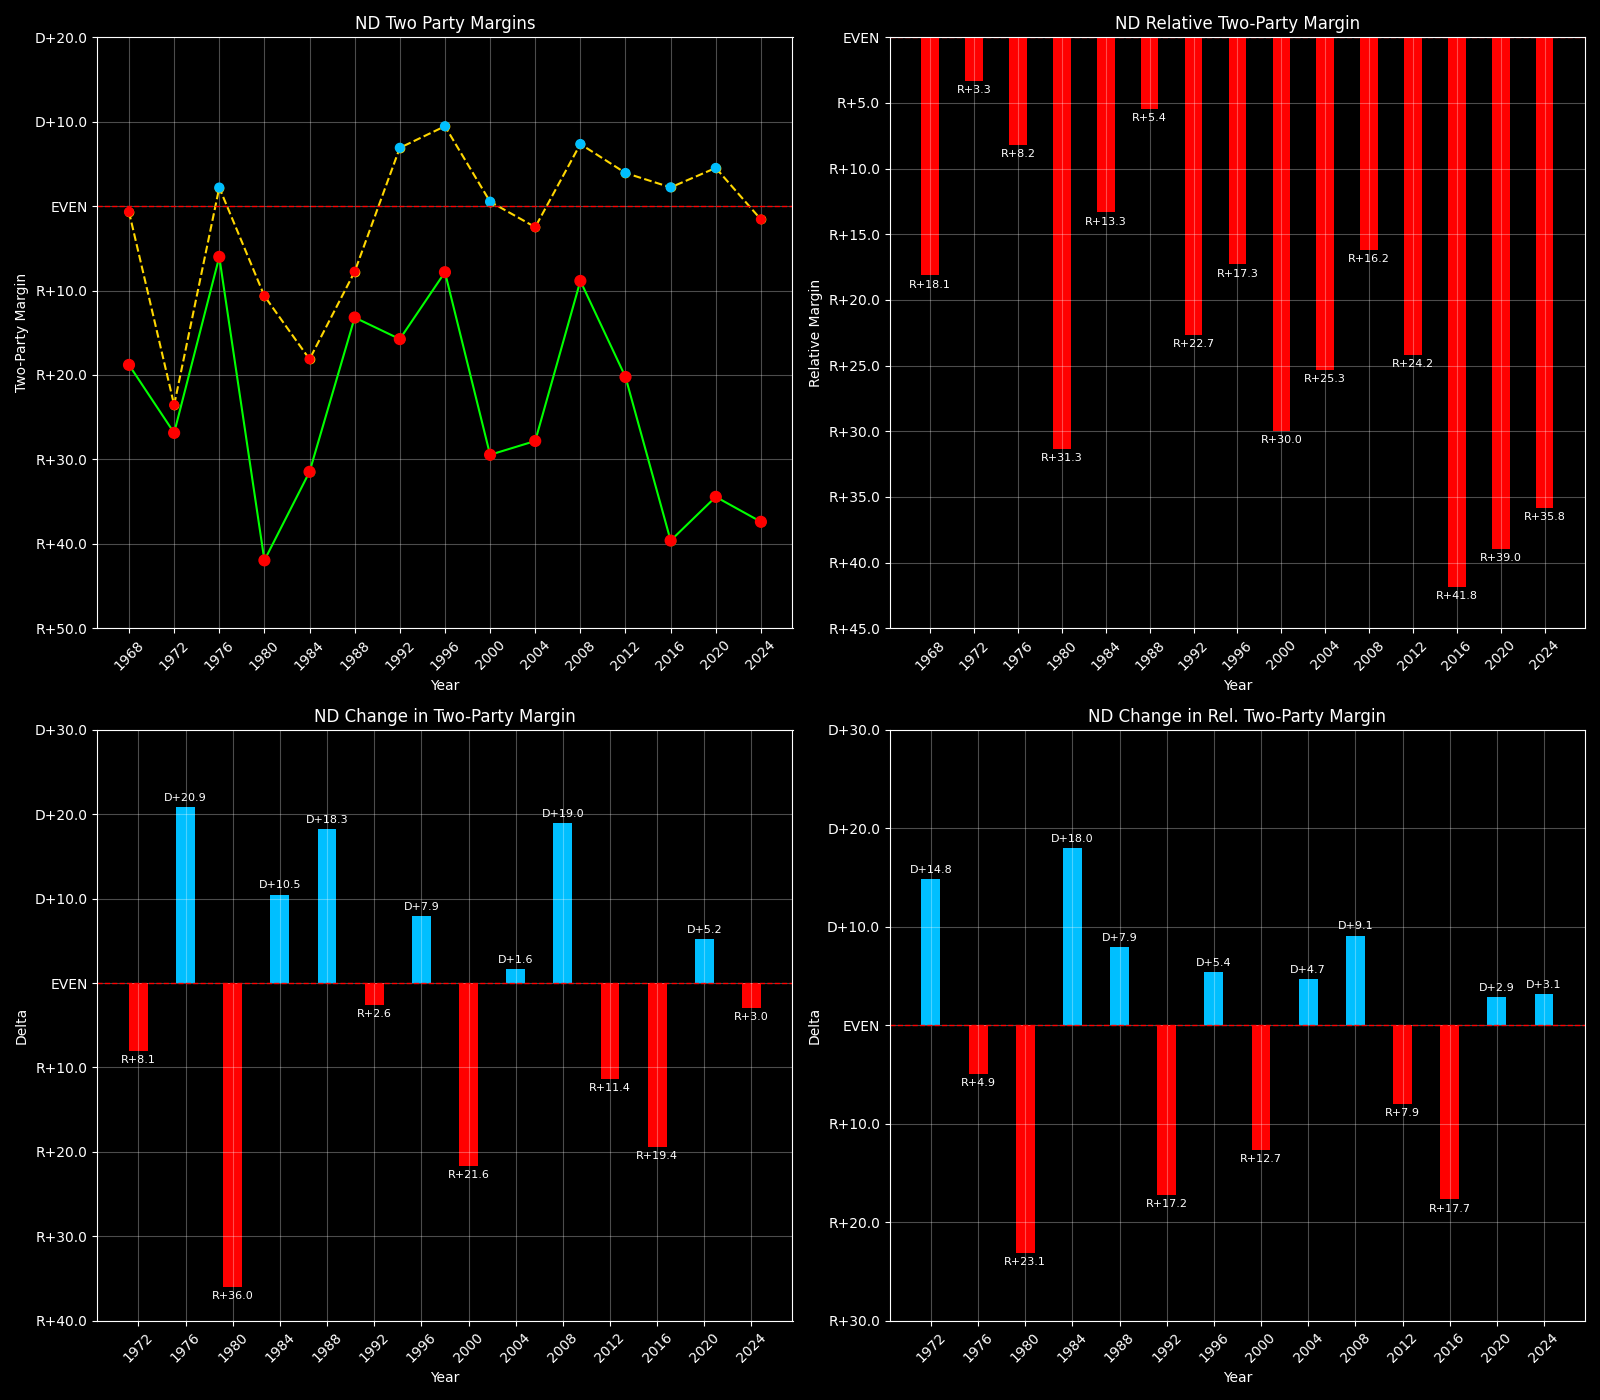 ND Two Party Margins
D+20.0
D+10.0
EVEN
R+10.0
R+20.0
R+30.0
R+40.0
R+50.0
Two-Party Margin
1968 1972 1976 1980 1984 1988 1992 1996 2000 2004 2008 2012 2016 2020 2024
Year
ND Relative Two-Party Margin
EVEN
R+5.0
R+10.0
R+15.0
R+20.0
R+25.0
R+30.0
R+35.0
R+40.0
R+45.0
Relative Margin
R+18.1
R+3.3
R+8.2
R+31.3
R+13.3
R+5.4
R+22.7
R+17.3
R+30.0
R+25.3
R+16.2
R+24.2
R+41.8
R+39.0
R+35.8
1968 1972 1976 1980 1984 1988 1992 1996 2000 2004 2008 2012 2016 2020 2024
Year
ND Change in Two-Party Margin
D+30.0
D+20.0
D+10.0
EVEN
R+10.0
R+20.0
R+30.0
R+40.0
Delta
R+8.1
D+20.9
R+36.0
D+10.5
D+18.3
R+2.6
D+7.9
R+21.6
D+1.6
D+19.0
R+11.4
R+19.4
D+5.2
R+3.0
1972 1976 1980 1984 1988 1992 1996 2000 2004 2008 2012 2016 2020 2024
Year
ND Change in Rel. Two-Party Margin
D+30.0
D+20.0
D+10.0
EVEN
R+10.0
R+20.0
R+30.0
Delta
D+14.8
R+4.9
R+23.1
D+18.0
D+7.9
R+17.2
D+5.4
R+12.7
D+4.7
D+9.1
R+7.9
R+17.7
D+2.9
D+3.1
1972 1976 1980 1984 1988 1992 1996 2000 2004 2008 2012 2016 2020 2024
Year